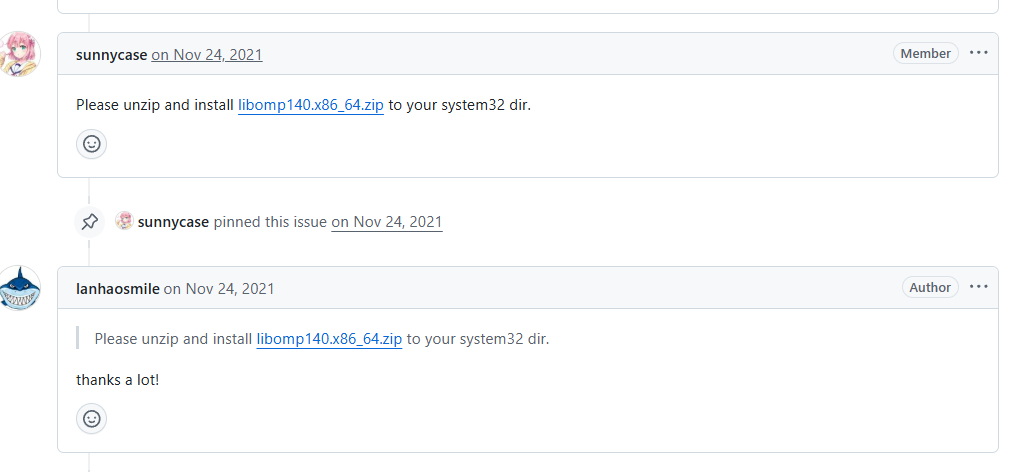 sunnycase on Nov 24, 2021 Member
Please unzip and install libomp140.x86_64.zip to your system32 dir.
sunnycase pinned this issue on Nov 24, 2021
lanhaosmile on Nov 24, 2021 Author
Please unzip and install libomp140.x86_64.zip to your system32 dir.
thanks a lot!